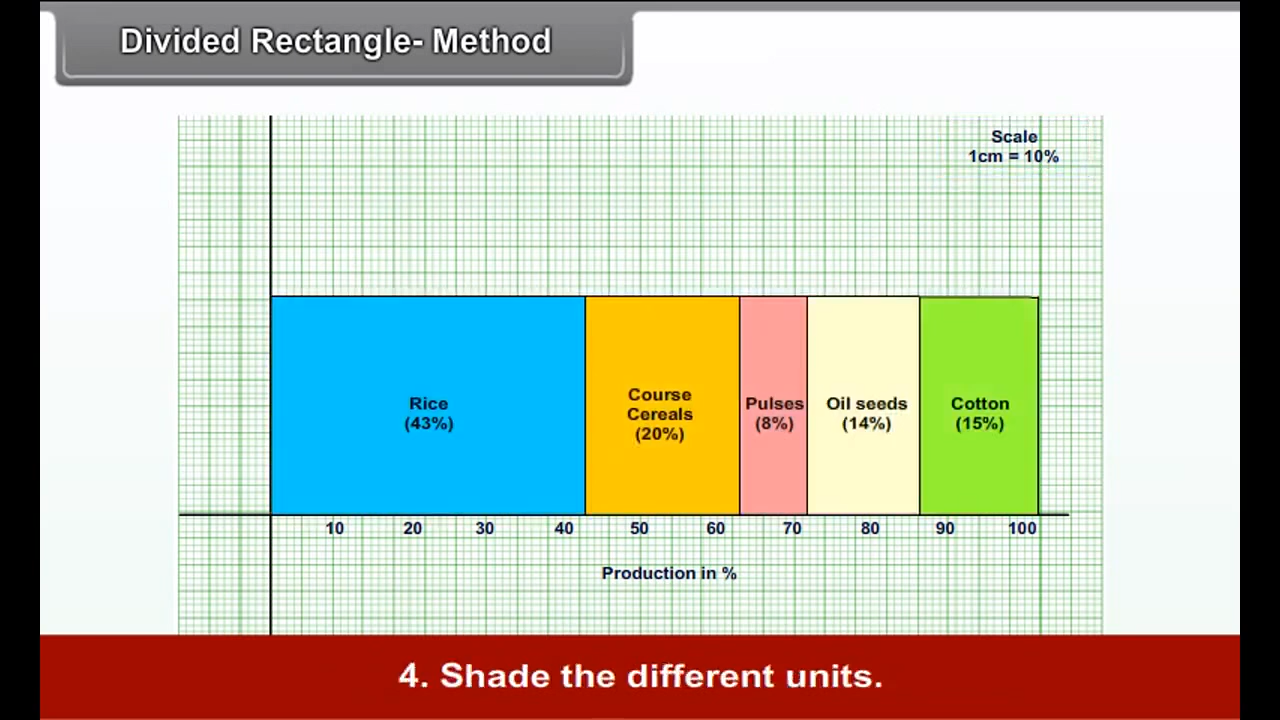 Divided Rectangle- Method
Scale
1cm = 10%
Rice
(43%)
Course
Cereals
(20%)
Pulses
(8%)
Oil seeds
(14%)
Cotton
(15%)
10 20 30 40 50 60 70 80 90 100
Production in %
4. Shade the different units.